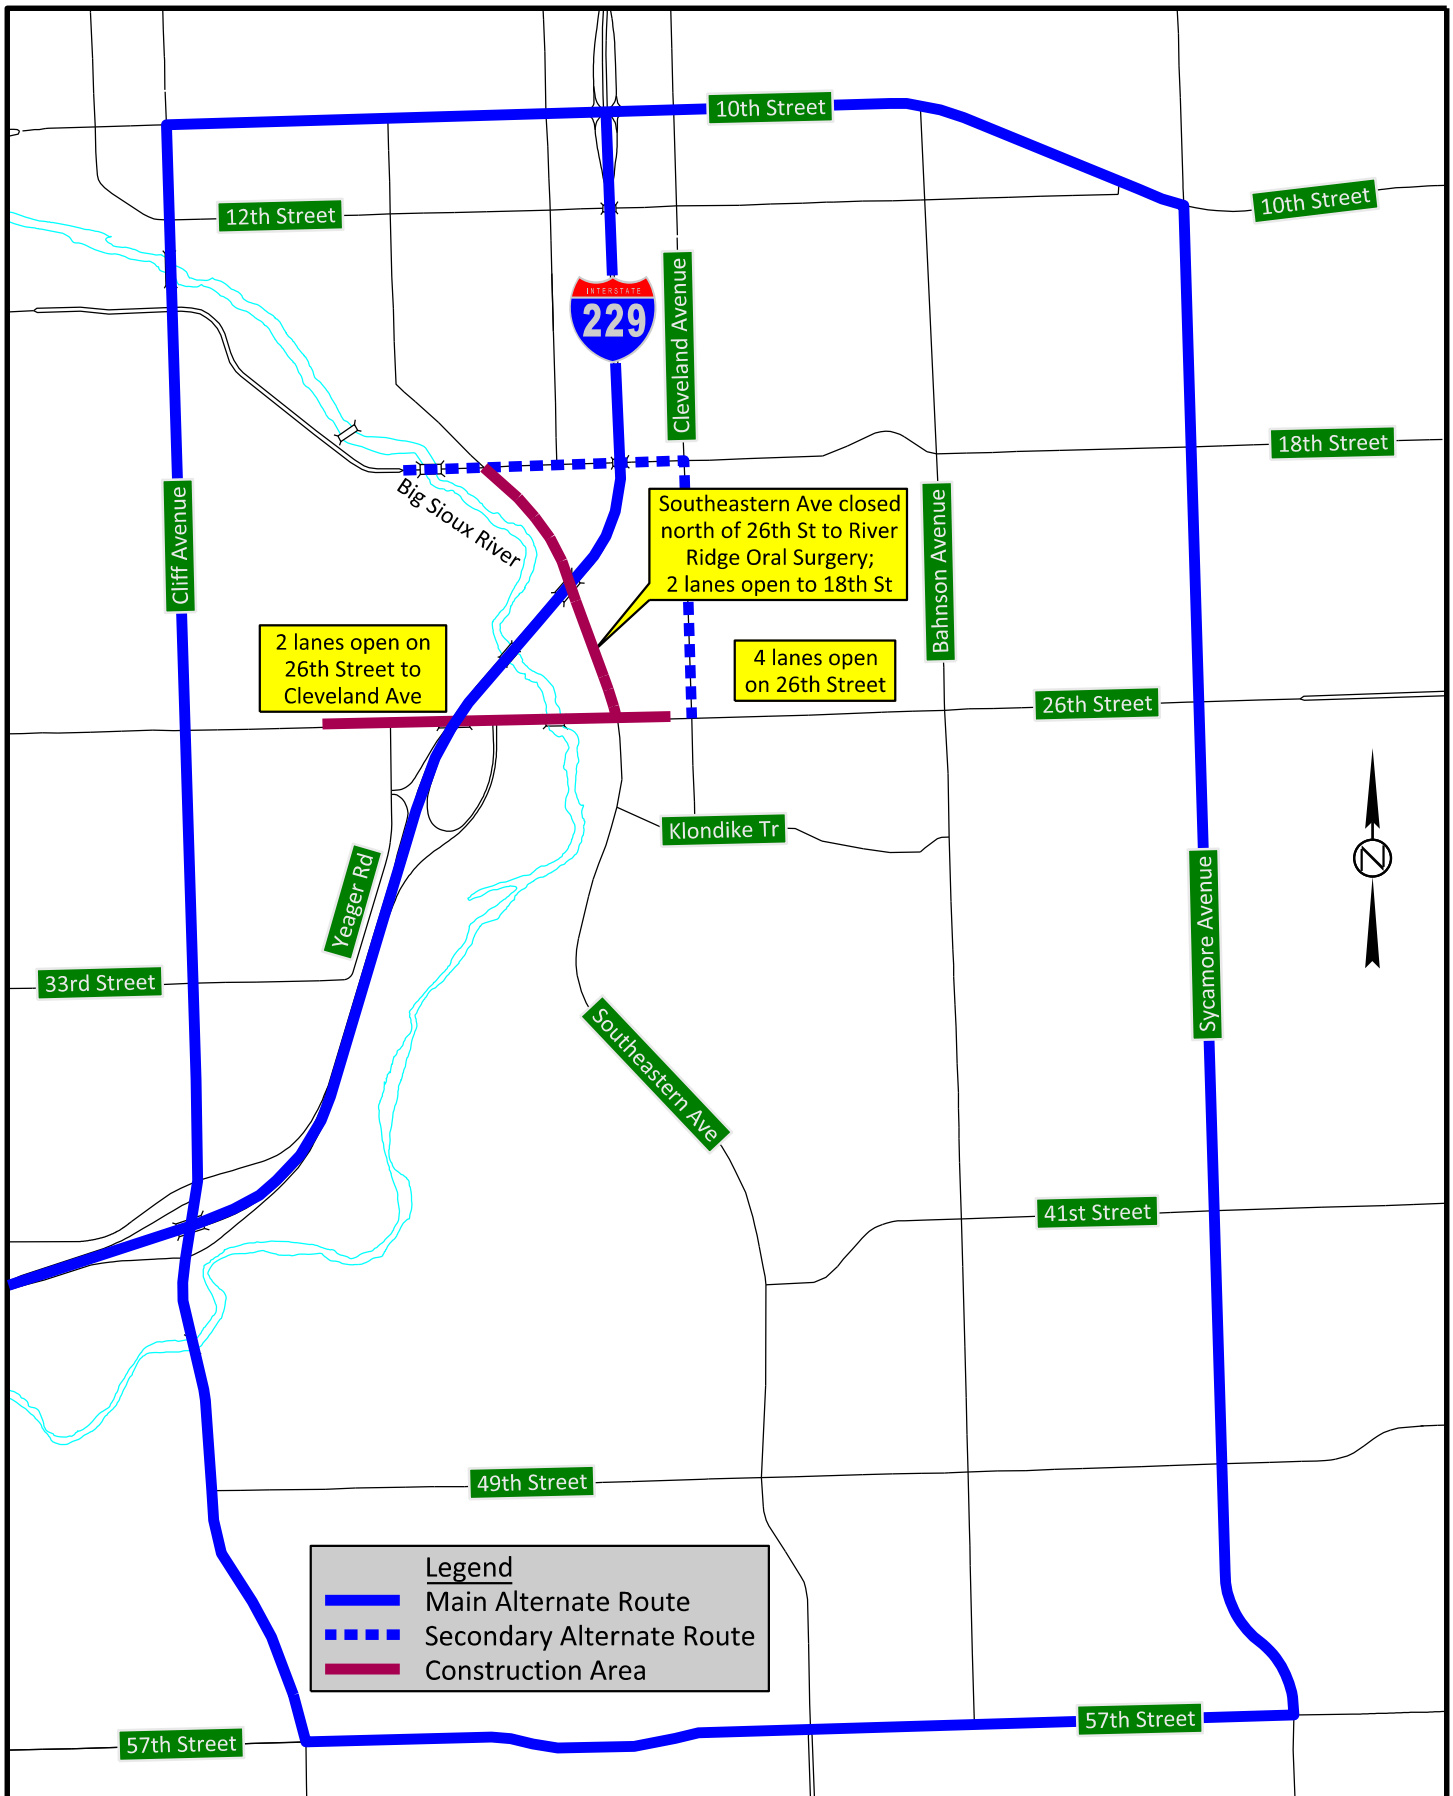 10th Street
10th Street
12th Street
INTERSTATE
229
Cleveland Avenue
18th Street
Cliff Avenue
Big Sioux River
Southeastern Ave closed
north of 26th St to River
Ridge Oral Surgery;
2 lanes open to 18th St
Bahnson Avenue
2 lanes open on
26th Street to
Cleveland Ave
4 lanes open
on 26th Street
26th Street
Klondike Tr
Yeager Rd
Sycamore Avenue
N
33rd Street
Southeastern Ave
41st Street
49th Street
Legend
Main Alternate Route
Secondary Alternate Route
Construction Area
57th Street
57th Street